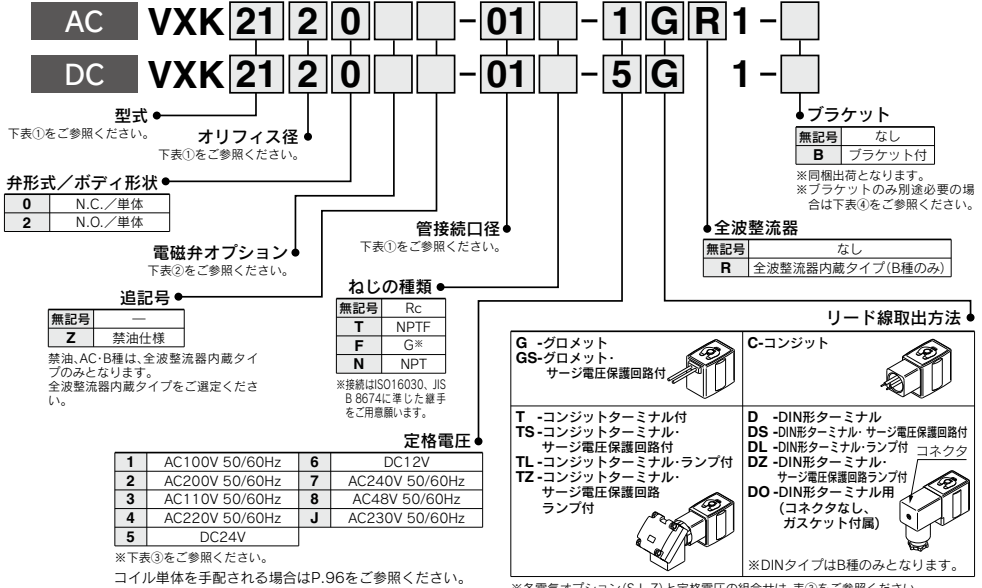 AC VXK 21 2 0 - 01 - 1 G R 1 -
DC VXK 21 2 0 - 01 - 5 G 1 -
型式
下表①をご参照ください。
オリフィス径
下表①をご参照ください。
弁形式／ボディ形状
0 N.C.／単体
2 N.O.／単体
電磁弁オプション
下表②をご参照ください。
追記号
無記号 —
Z 禁油仕様
禁油、AC・B種は、全波整流器内蔵タイ
プのみとなります。
全波整流器内蔵タイプをご選定くださ
い。
管接続口径
下表①をご参照ください。
ねじの種類
無記号 Rc
T NPTF
F G※
N NPT
※接続はISO16030、JIS
B 8674に準じた継手
をご用意願います。
定格電圧
1 AC100V 50/60Hz 6 DC12V
2 AC200V 50/60Hz 7 AC240V 50/60Hz
3 AC110V 50/60Hz 8 AC48V 50/60Hz
4 AC220V 50/60Hz J AC230V 50/60Hz
5 DC24V
※下表③をご参照ください。
コイル単体を手配される場合はP.96をご参照ください。
ブラケット
無記号 なし
B ブラケット付
※同梱出荷となります。
※ブラケットのみ別途必要の場
合は下表④をご参照ください。
全波整流器
無記号 なし
R 全波整流器内蔵タイプ(B種のみ)
リード線取出方法
G -グロメット
GS-グロメット・
サージ電圧保護回路付
C-コンジット
T -コンジットターミナル付
TS -コンジットターミナル・
サージ電圧保護回路付
TL -コンジットターミナル・ランプ付
TZ -コンジットターミナル・
サージ電圧保護回路
ランプ付
D -DIN形ターミナル
DS -DIN形ターミナル・サージ電圧保護回路付
DL -DIN形ターミナル・ランプ付
コネクタ
DZ -DIN形ターミナル・
サージ電圧保護回路ランプ付
DO -DIN形ターミナル用
(コネクタなし、
ガスケット付属)
※DINタイプはB種のみとなります。